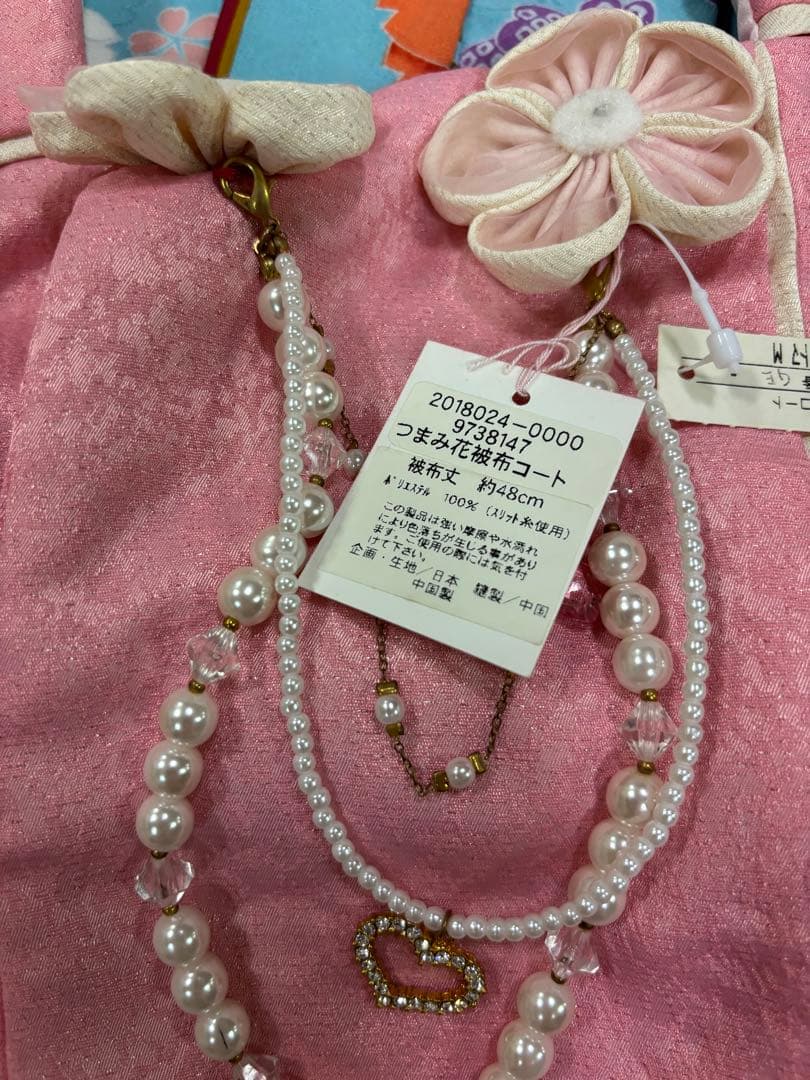 2018024-0000
9738147
つまみ花被布コート
被布丈 約48cm
ポリエステル 100% (スリット糸使用)
この製品は強い摩擦や水濡れ
により色落ちが生じる事があり
ます。ご使用の際には気を付
けて下さい。
企画・生地/日本 縫製/中国
中国製